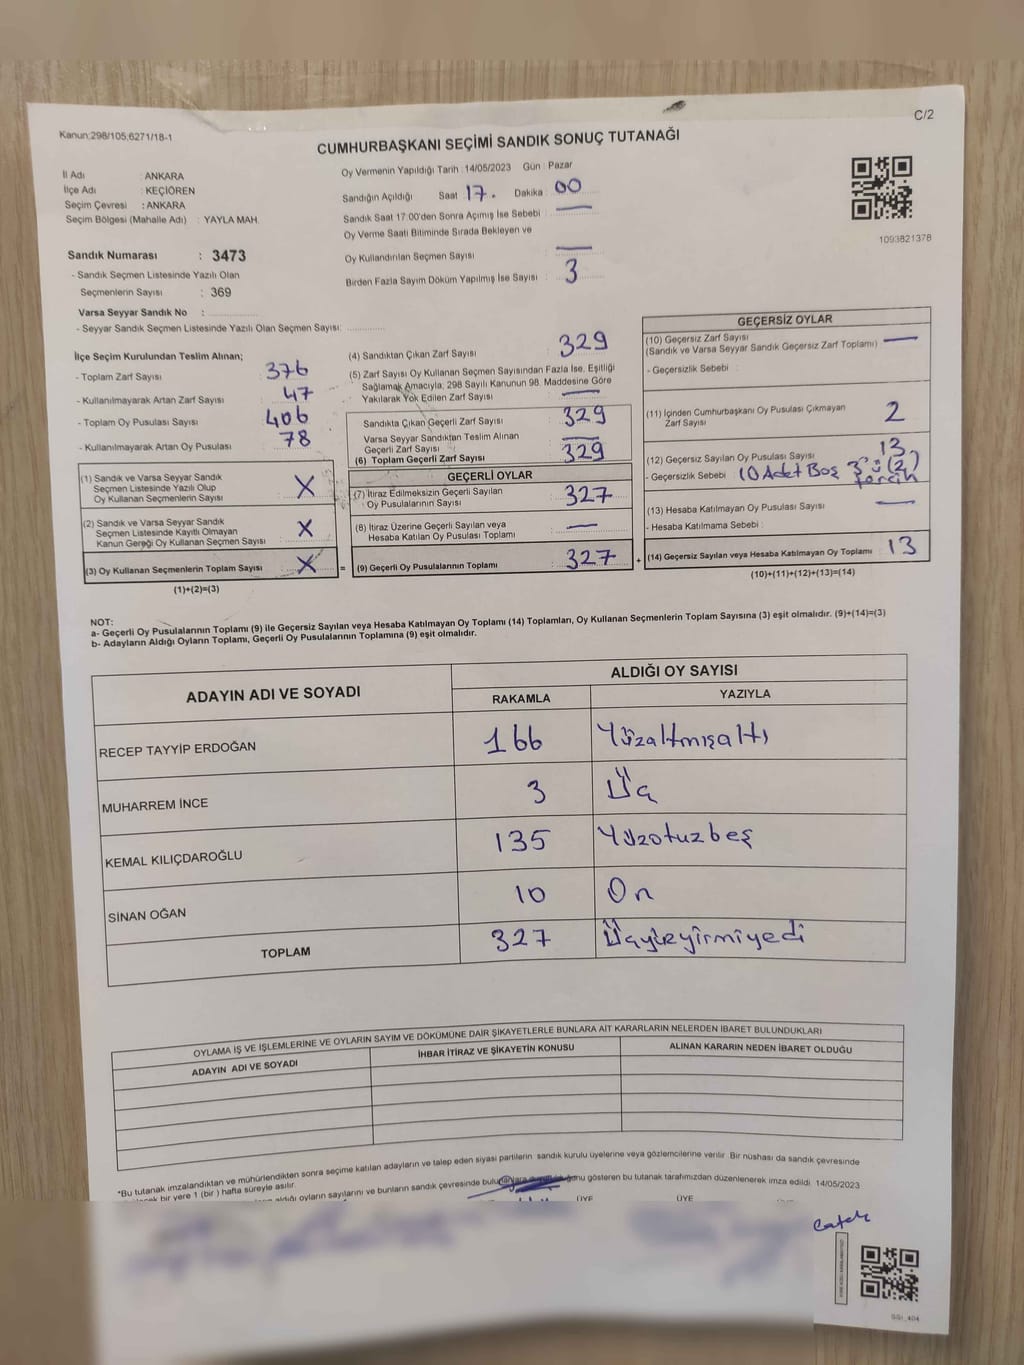 C/2
Kanun:298/105,6271/18-1
CUMHURBAŞKANI SEÇİMİ SANDIK SONUÇ TUTANAĞI
İl Adı : ANKARA
İlçe Adı : KEÇİÖREN
Seçim Çevresi : ANKARA
Seçim Bölgesi (Mahalle Adı) : YAYLA MAH.
Sandık Numarası : 3473
- Sandık Seçmen Listesinde Yazılı Olan
Seçmenlerin Sayısı : 369
Varsa Seyyar Sandık No :
- Seyyar Sandık Listesinde Yazılı Olan Seçmen Sayısı:
Oy Vermenin Yapıldığı Tarih : 14/05/2023 Gün : Pazar
Sandığın Açıldığı Saat 17. Dakika 00
Sandık Saat 17:00'den Sonra Açımış İse Sebebi : —
Oy Verme Saati Bitiminde Sırada Bekleyen ve
Oy Kullandırılan Seçmen Sayısı : —
Birden Fazla Sayım Döküm Yapılmış İse Sayısı : 3
1093821378
İlçe Seçim Kurulundan Teslim Alınan;
- Toplam Zarf Sayısı : 376
- Kullanılmayarak Artan Zarf Sayısı : 47
- Toplam Oy Pusulası Sayısı : 406
- Kullanılmayarak Artan Oy Pusulası : 78
(1) Sandık ve Varsa Seyyar Sandık
Seçmen Listesinde Yazılı Olup
Oy Kullanan Seçmenlerin Sayısı : X
(2) Sandık ve Varsa Seyyar Sandık
Seçmen Listesinde Kayıtlı Olmayan
Kanun Gereği Oy Kullanan Seçmen Sayısı : X
(3) Oy Kullanan Seçmenlerin Toplam Sayısı : X =
(1)+(2)=(3)
(4) Sandıktan Çıkan Zarf Sayısı : 329
(5) Zarf Sayısı Oy Kullanan Seçmen Sayısından Fazla İse, Eşitliği
Sağlamak Amacıyla; 298 Sayılı Kanunun 98. Maddesine Göre
Yakılarak Yok Edilen Zarf Sayısı : —
Sandıkta Çıkan Geçerli Zarf Sayısı : 329
Varsa Seyyar Sandıktan Teslim Alınan
Geçerli Zarf Sayısı : —
(6) Toplam Geçerli Zarf Sayısı : 329
GEÇERLİ OYLAR
(7) İtiraz Edilmeksizin Geçerli Sayılan
Oy Pusulalarının Sayısı : 327
(8) İtiraz Üzerine Geçerli Sayılan veya
Hesaba Katılan Oy Pusulası Toplamı : —
(9) Geçerli Oy Pusulalarının Toplamı : 327 +
GEÇERSİZ OYLAR
(10) Geçersiz Zarf Sayısı
(Sandık ve Varsa Seyyar Sandık Geçersiz Zarf Toplamı) : —
- Geçersizlik Sebebi :
(11) İçinden Cumhurbaşkanı Oy Pusulası Çıkmayan
Zarf Sayısı : 2
(12) Geçersiz Sayılan Oy Pusulası Sayısı : 13
- Geçersizlik Sebebi : 10 Adet Boş 3'ü (2)
(13) Hesaba Katılmayan Oy Pusulası Sayısı : —
- Hesaba Katılmama Sebebi :
(14) Geçersiz Sayılan veya Hesaba Katılmayan Oy Toplamı : 13
(10)+(11)+(12)+(13)=(14)
NOT:
a- Geçerli Oy Pusulalarının Toplamı (9) ile Geçersiz Sayılan veya Hesaba Katılmayan Oy Toplamı (14) Toplamları, Oy Kullanan Seçmenlerin Toplam Sayısına (3) eşit olmalıdır. (9)+(14)=(3)
b- Adayların Aldığı Oyların Toplamı, Geçerli Oy Pusulalarının Toplamına (9) eşit olmalıdır.
ADAYIN ADI VE SOYADI
ALDIĞI OY SAYISI
RAKAMLA YAZIYLA
RECEP TAYYİP ERDOĞAN 166 Yüzaltmışaltı
MUHARREM İNCE 3 Üç
KEMAL KILIÇDAROĞLU 135 Yüzotuzbeş
SİNAN OĞAN 10 On
TOPLAM 327 Üçyüzyirmiyedi
OYLAMA İŞ VE İŞLEMLERİNE VE OYLARIN SAYIM VE DÖKÜMÜNE DAİR ŞİKAYETLERLE BUNLARA AİT KARARLARIN NELERDEN İBARET BULUNDUKLARI
ADAYIN ADI VE SOYADI İHBAR İTİRAZ VE ŞİKAYETİN KONUSU ALINAN KARARIN NEDEN İBARET OLDUĞU
*Bu tutanak imzalandıktan ve mühürlendikten sonra seçime katılan adayların ve talep eden siyasi partilerin sandık kurulu üyelerine veya gözlemcilerine verilir. Bir nüshası da sandık çevresinde
bir yere 1 (bir) hafta süreyle asılır.
aldığı oyların sayılarını ve bunların sandık çevresinde gösteren bu tutanak tarafımızdan düzenlenerek imza edildi. 14/05/2023
ÜYE ÜYE